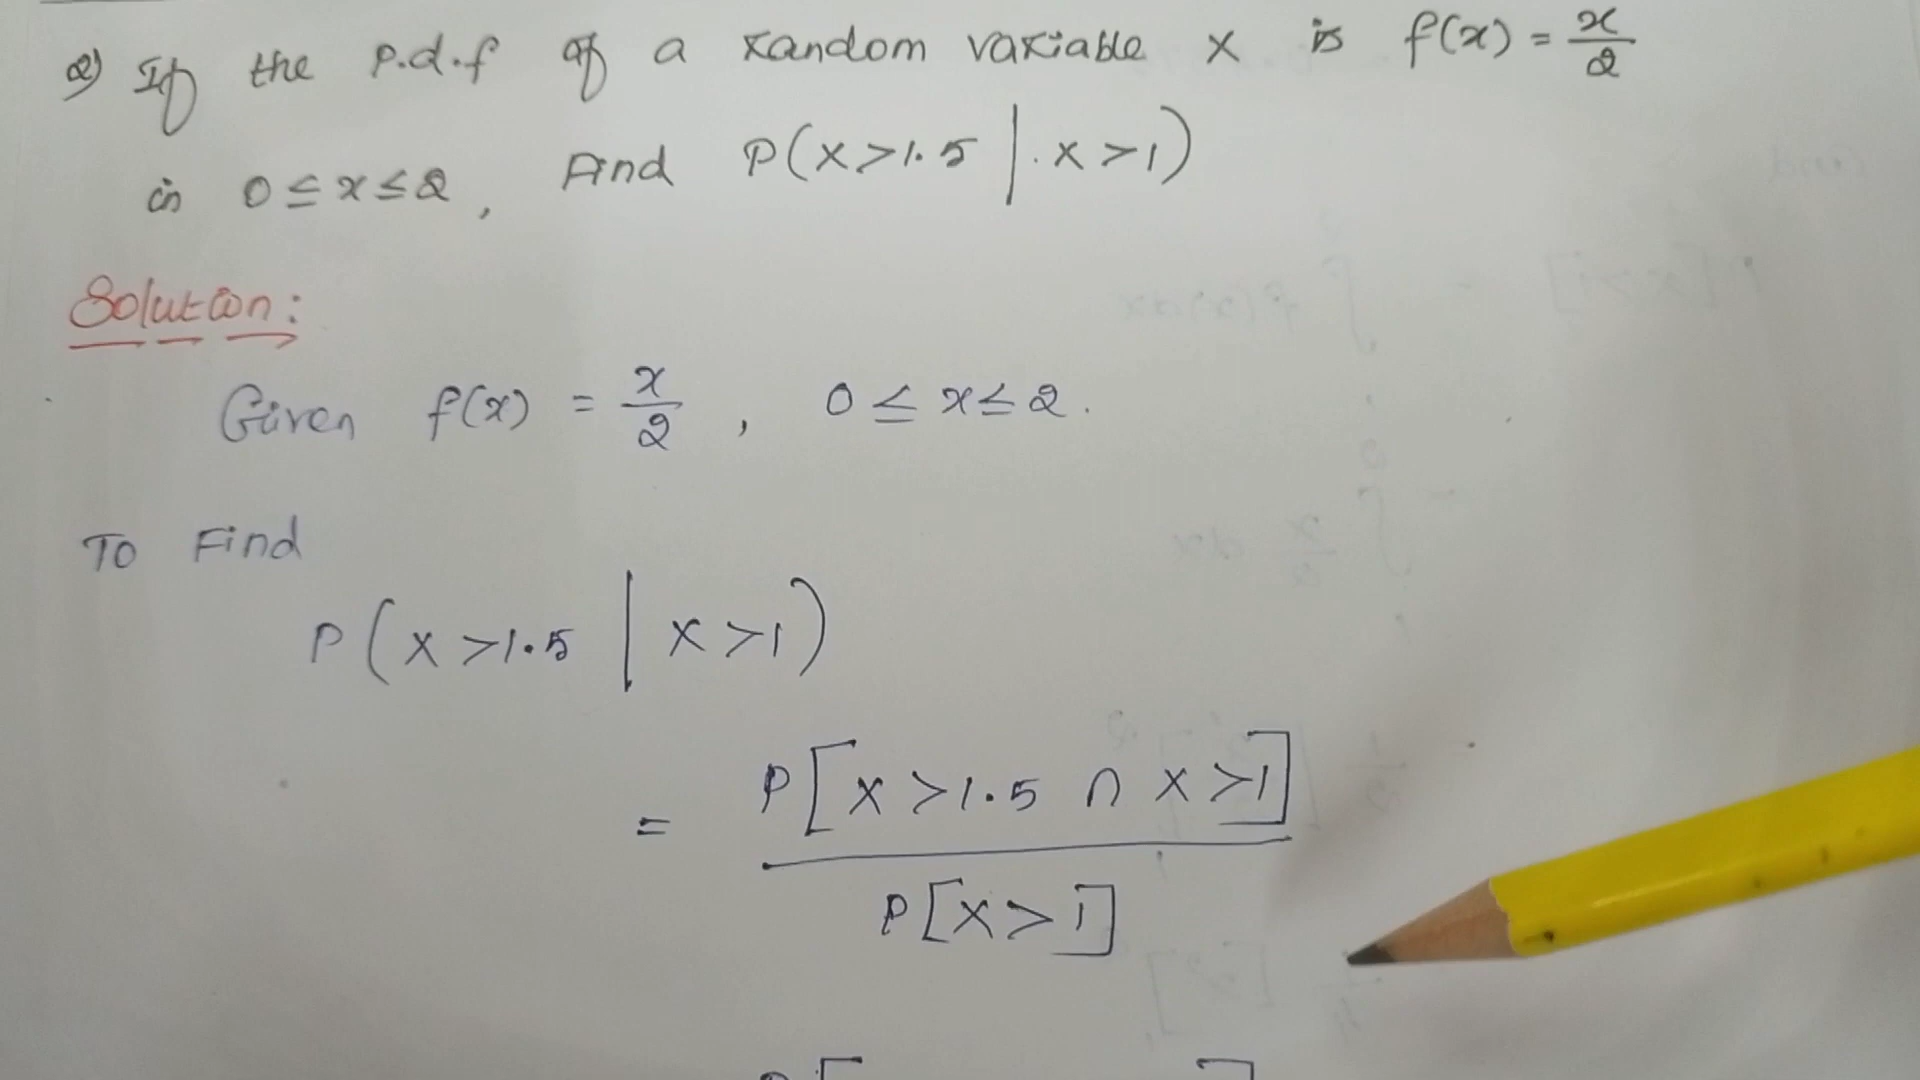 2) If the p.d.f of a random variable X is f(x) = x/2
in 0 ≤ x ≤ 2, Find P(X>1.5 | X>1)
Solution:
Given f(x) = x/2, 0 ≤ x ≤ 2.
To Find
P(X>1.5 | X>1)
= P[X>1.5 ∩ X>1]
P[X>1]